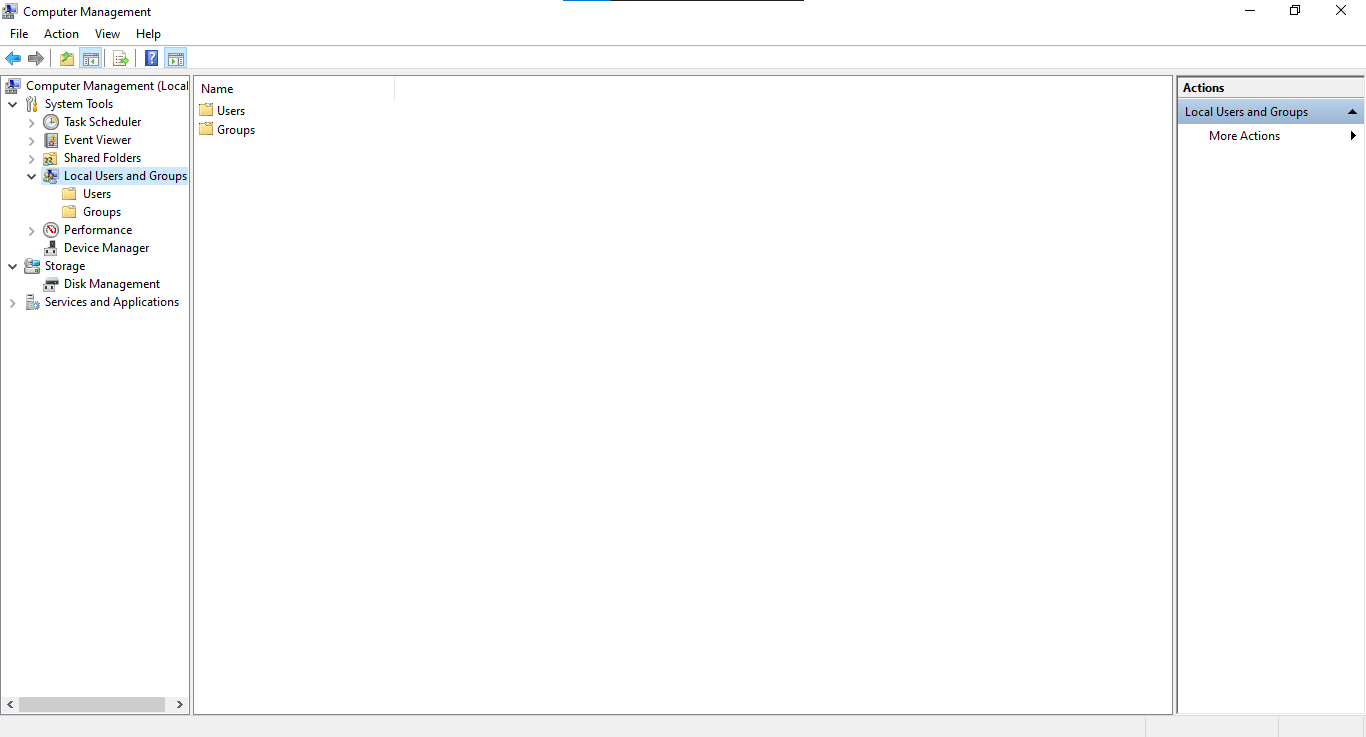 Computer Management
File Action View Help
Computer Management (Local
System Tools
Task Scheduler
Event Viewer
Shared Folders
Local Users and Groups
Users
Groups
Performance
Device Manager
Storage
Disk Management
Services and Applications
Name
Users
Groups
Actions
Local Users and Groups
More Actions